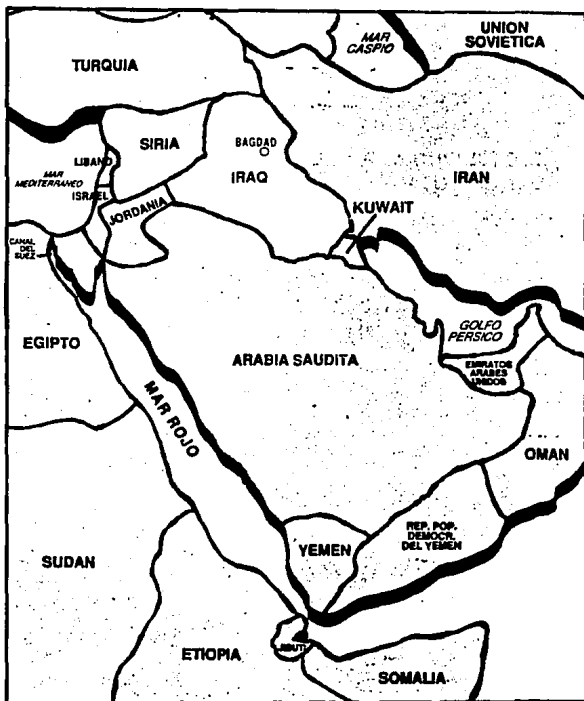 UNION
SOVIETICA
MAR
CASPIO
TURQUIA
SIRIA
BAGDAD
LIBANO
MAR
MEDITERRANEO
IRAQ
IRAN
ISRAEL
JORDANIA
KUWAIT
CANAL
DEL
SUEZ
GOLFO
PERSICO
EGIPTO
ARABIA SAUDITA
EMIRATOS
ARABES
UNIDOS
MAR ROJO
OMAN
REP. POP.
DEMOCR.
DEL YEMEN
YEMEN
SUDAN
JIBUTI
ETIOPIA
SOMALIA